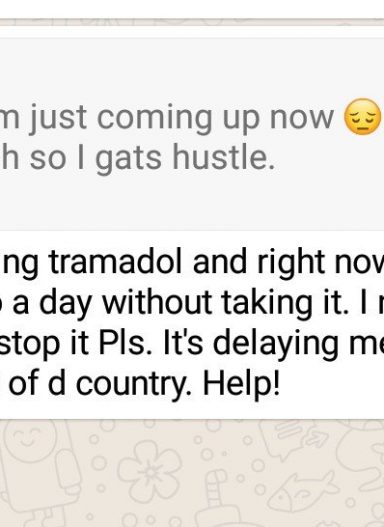 m just coming up now 😔
h so I gats hustle.
ng tramadol and right now
a day without taking it. I
stop it Pls. It's delaying me
of d country. Help!